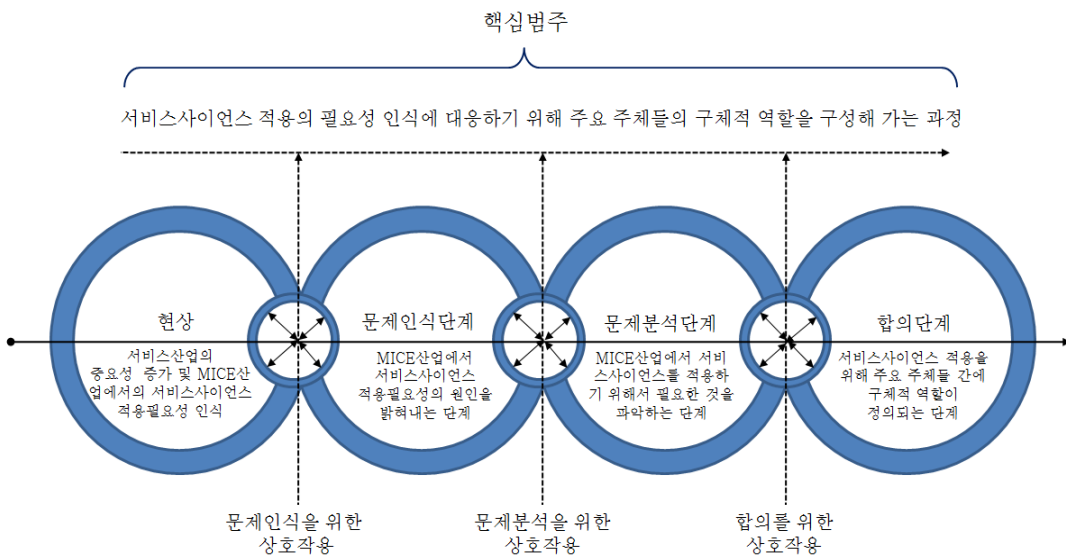 핵심범주
서비스사이언스 적용의 필요성 인식에 대응하기 위해 주요 주체들의 구체적 역할을 구성해 가는 과정
현상
서비스산업의
중요성 증가 및 MICE산
업에서의 서비스사이언스
적용필요성 인식
문제인식단계
MICE산업에서
서비스사이언스
적용필요성의 원인을
밝혀내는 단계
문제분석단계
MICE산업에서 서비
스사이언스를 적용하
기 위해서 필요한 것을
파악하는 단계
합의단계
서비스사이언스 적용을
위해 주요 주체들 간에
구체적 역할이
정의되는 단계
문제인식을 위한
상호작용
문제분석을 위한
상호작용
합의를 위한
상호작용